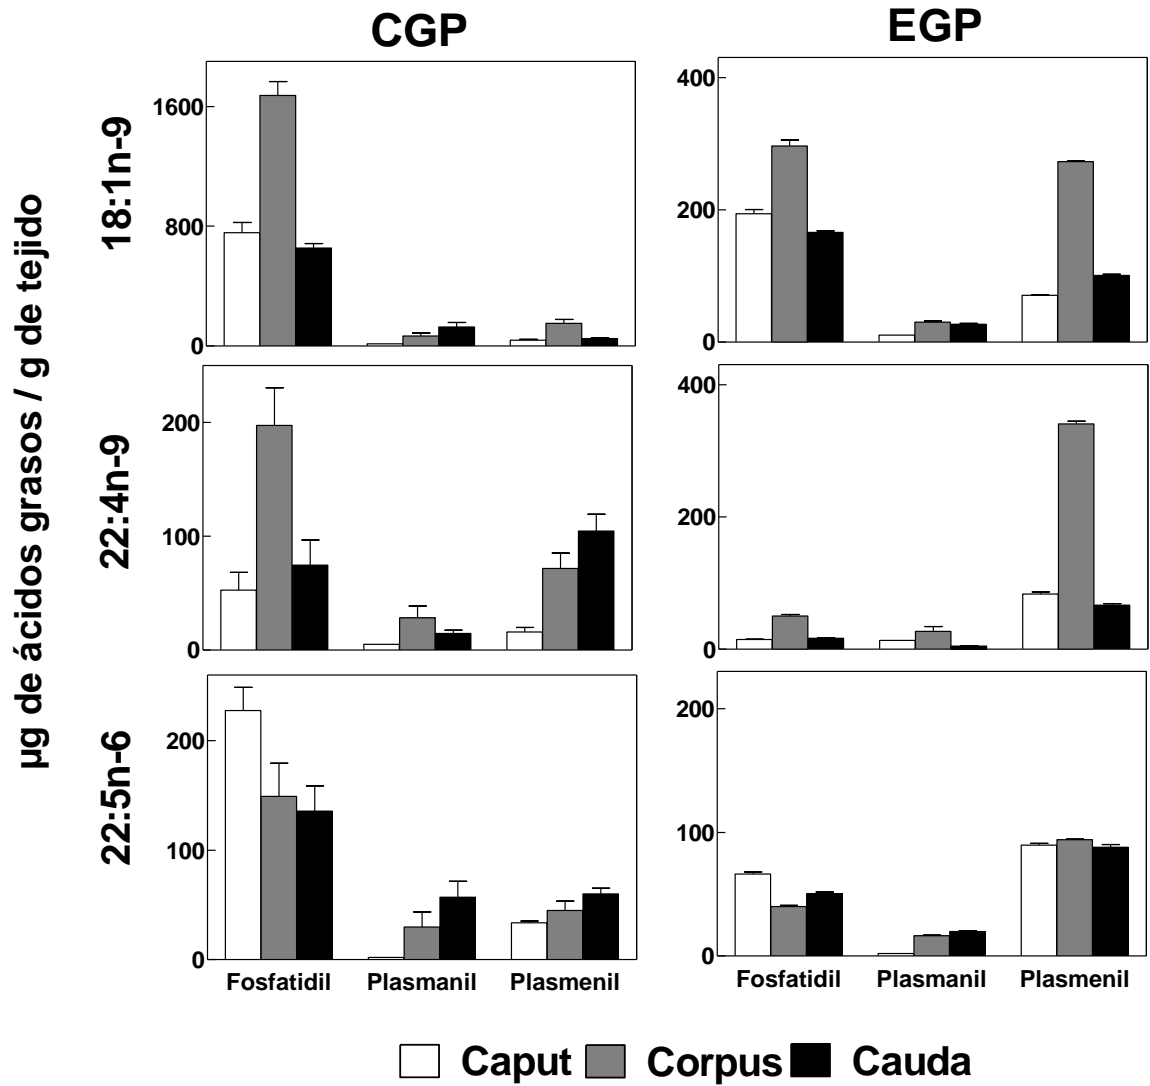 CGP
EGP
µg de ácidos grasos / g de tejido
18:1n-9
1600
800
0
400
200
0
22:4n-9
200
100
0
400
200
0
22:5n-6
200
100
0
200
100
0
Fosfatidil Plasmanil Plasmenil
Fosfatidil Plasmanil Plasmenil
Caput Corpus Cauda